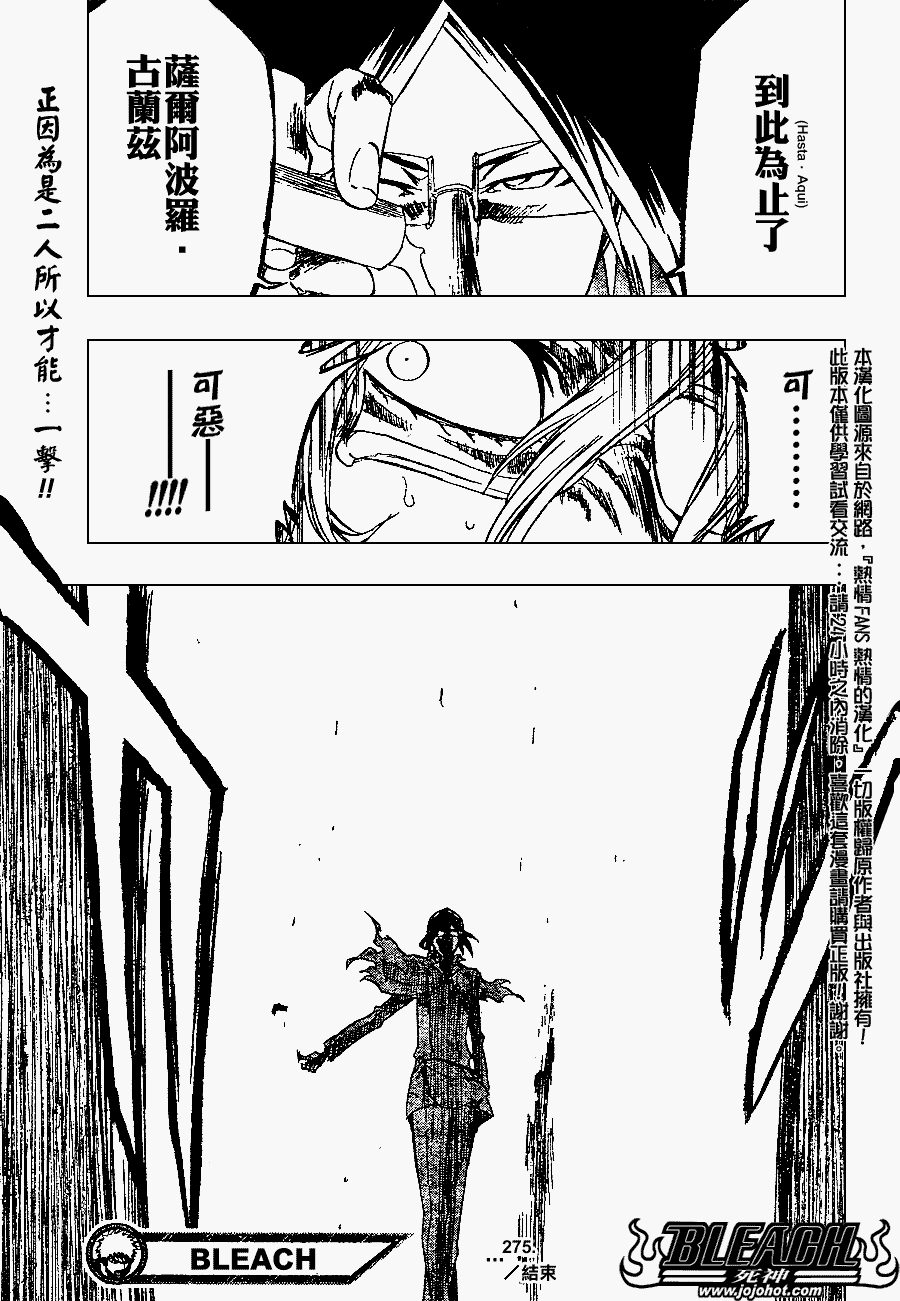 到此為止了
(Hasta・Aqui)
薩爾阿波羅・
古蘭茲
正因為是二人所以才能…一擊!!
可………
可惡——
——!!!!
本漢化圖源來自於網路，『熱情FANS 熱情的漢化』一切版權歸原作者與出版社擁有!
此版本僅供學習試看交流…請24小時之內消除。喜歡這套漫畫請購買正版!謝謝。
BLEACH
275.
... .
／結束
BLEACH
死神
www.jojohot.com